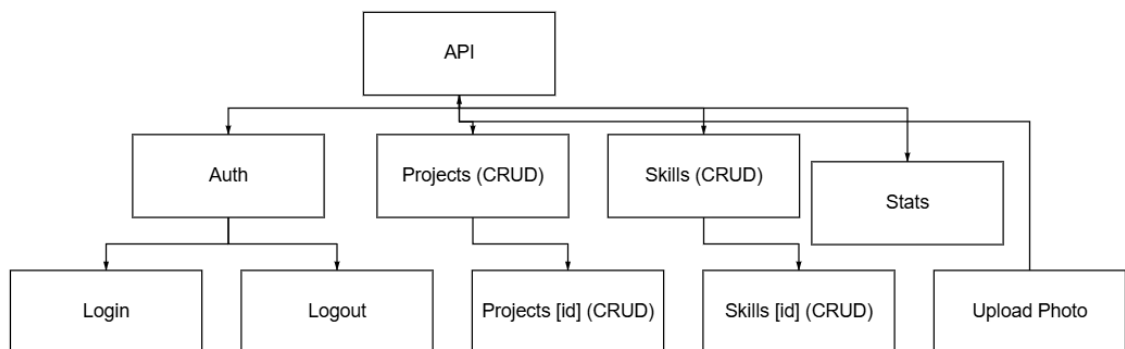 API
Auth
Projects (CRUD)
Skills (CRUD)
Stats
Login
Logout
Projects [id] (CRUD)
Skills [id] (CRUD)
Upload Photo